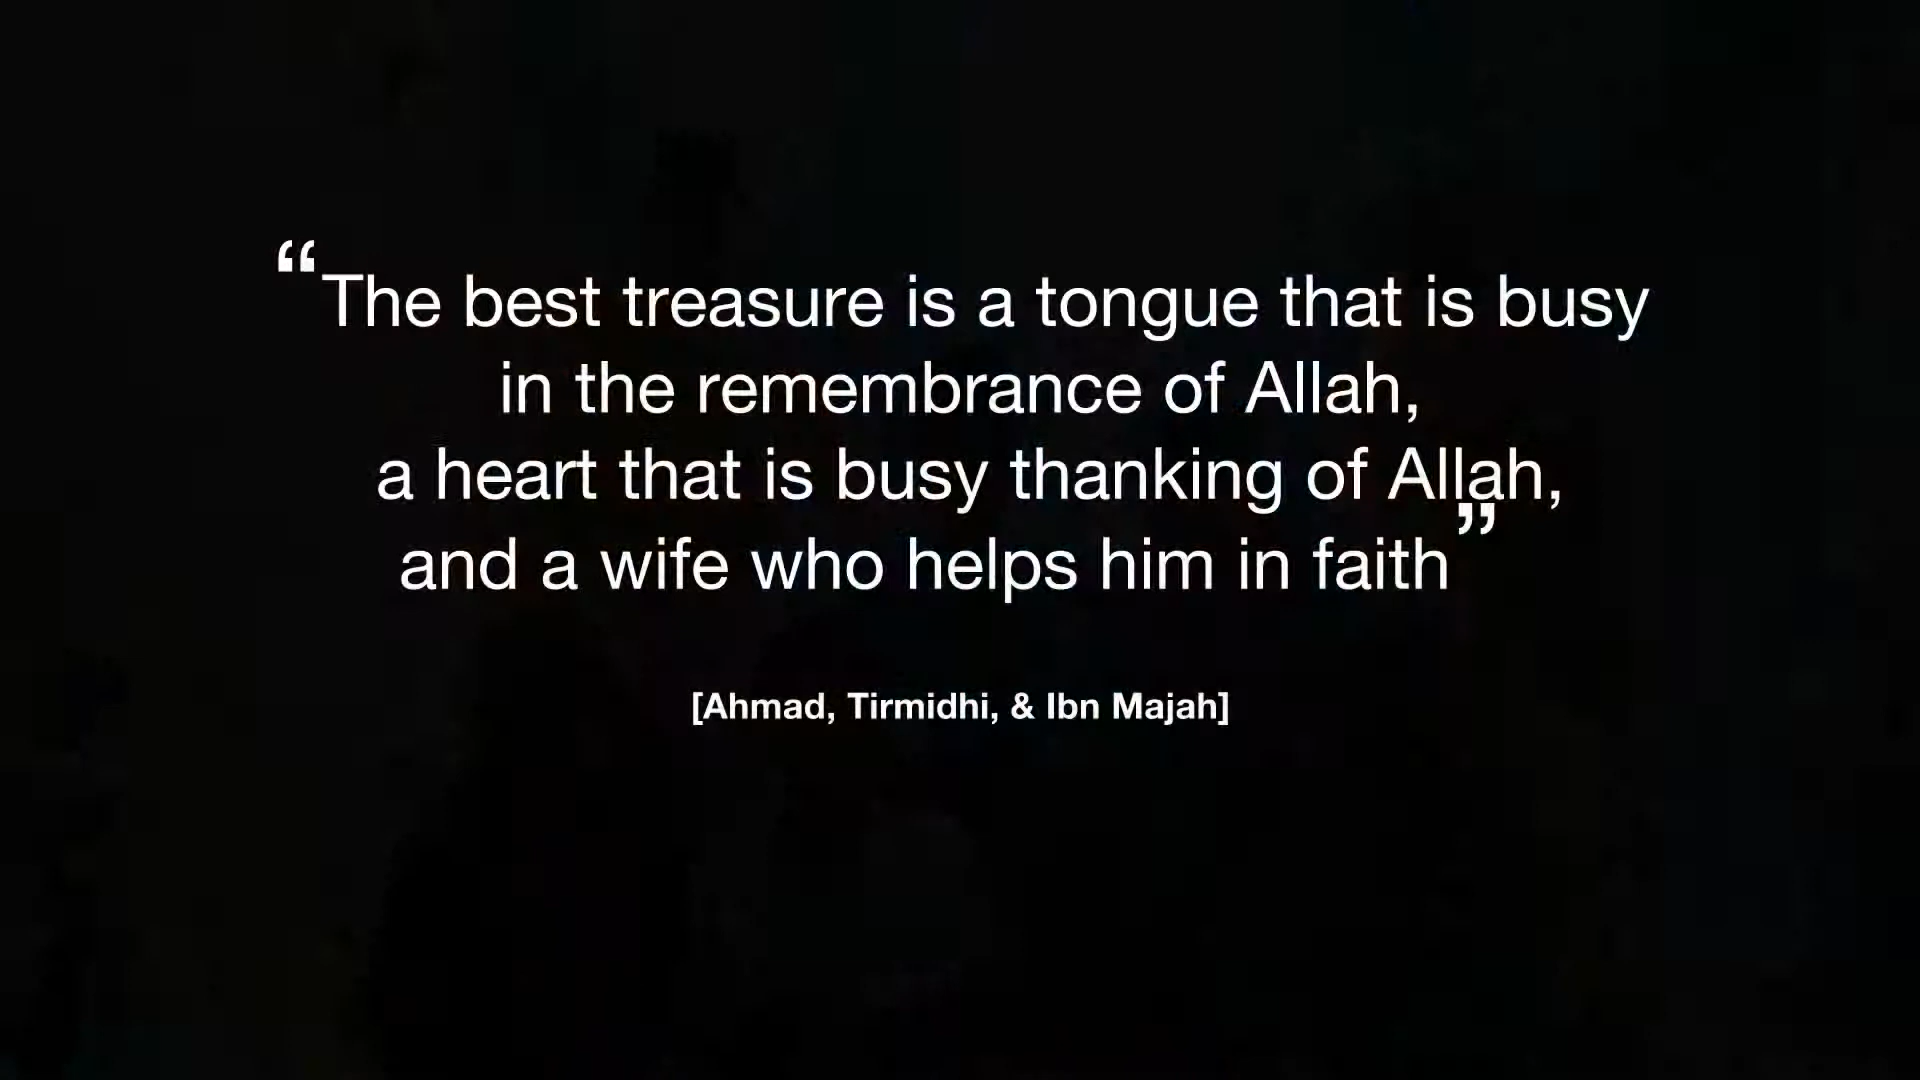 “The best treasure is a tongue that is busy
in the remembrance of Allah,
a heart that is busy thanking of Allah,
and a wife who helps him in faith”
[Ahmad, Tirmidhi, & Ibn Majah]